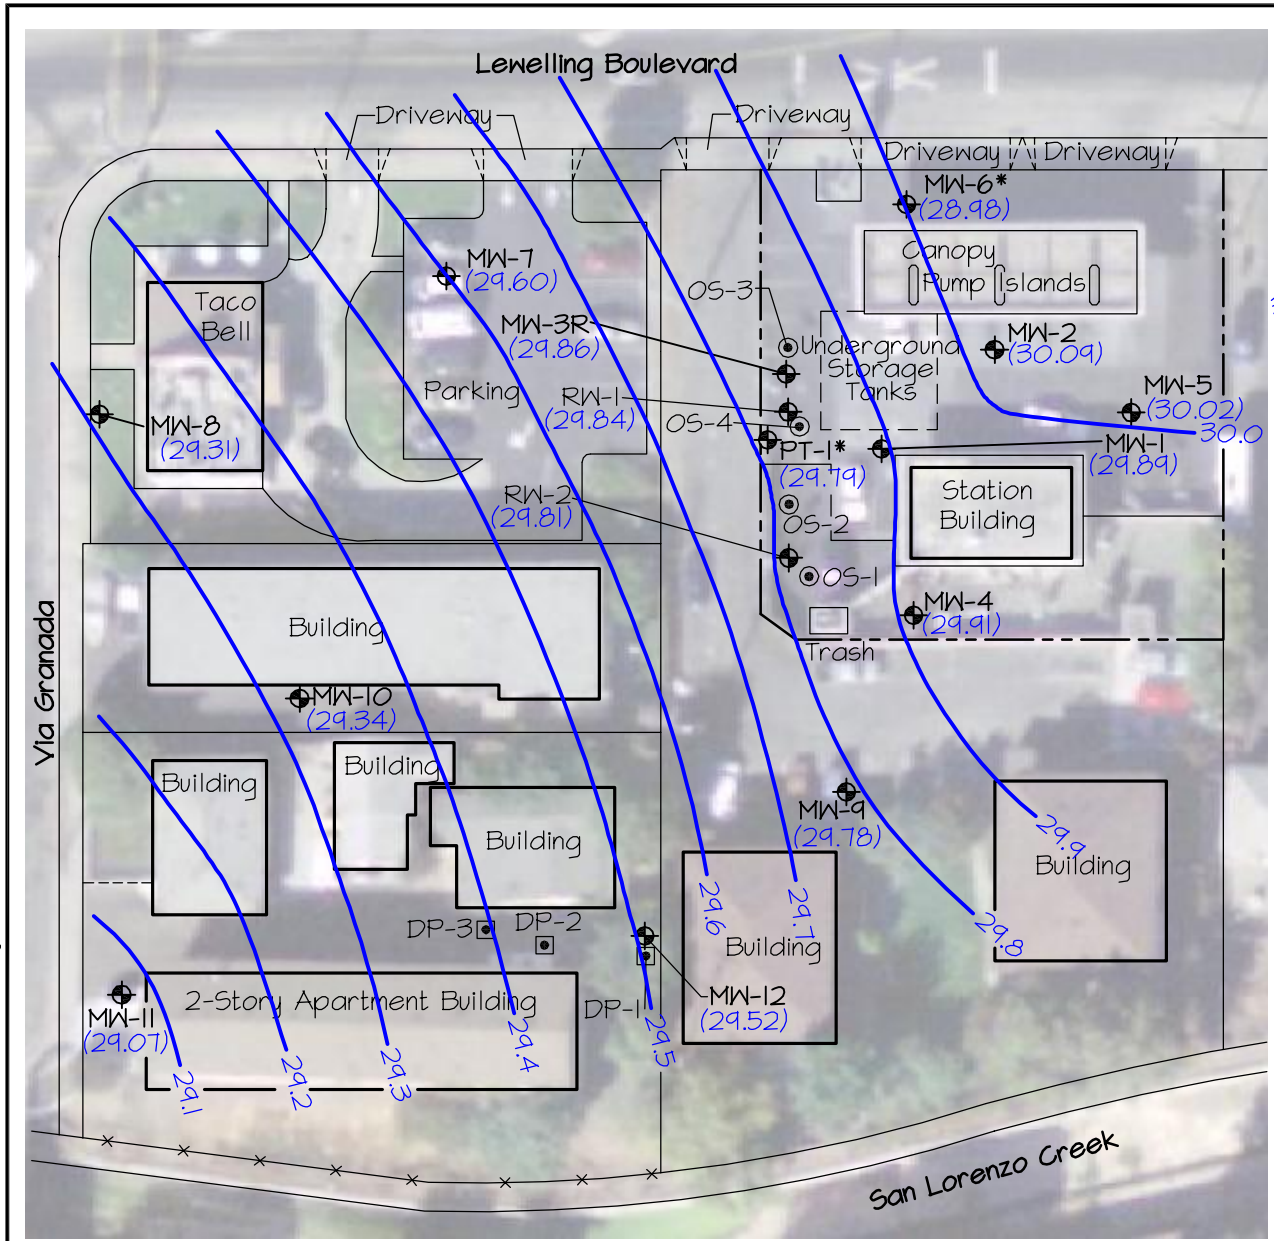 Lewelling Boulevard
Driveway
Driveway
Driveway
Driveway
MW-6*
(28.98)
Canopy
Pump Islands
MW-7
(29.60)
OS-3
Taco
Bell
MW-3R
(29.86)
Underground
Storage
Tanks
MW-2
(30.09)
Parking
RW-1
(29.84)
OS-4
MW-5
(30.02)
30.0
MW-8
(29.31)
PT-1*
(29.79)
MW-1
(29.89)
RW-2
(29.81)
OS-2
Station
Building
OS-1
MW-4
(29.91)
Building
Trash
Via Granada
MW-10
(29.34)
Building
Building
Building
MW-9
(29.78)
29.9
Building
29.6
29.7
29.8
Building
DP-3
DP-2
MW-11
(29.07)
2-Story Apartment Building
DP-1
MW-12
(29.52)
29.1
29.2
29.3
29.4
29.5
San Lorenzo Creek